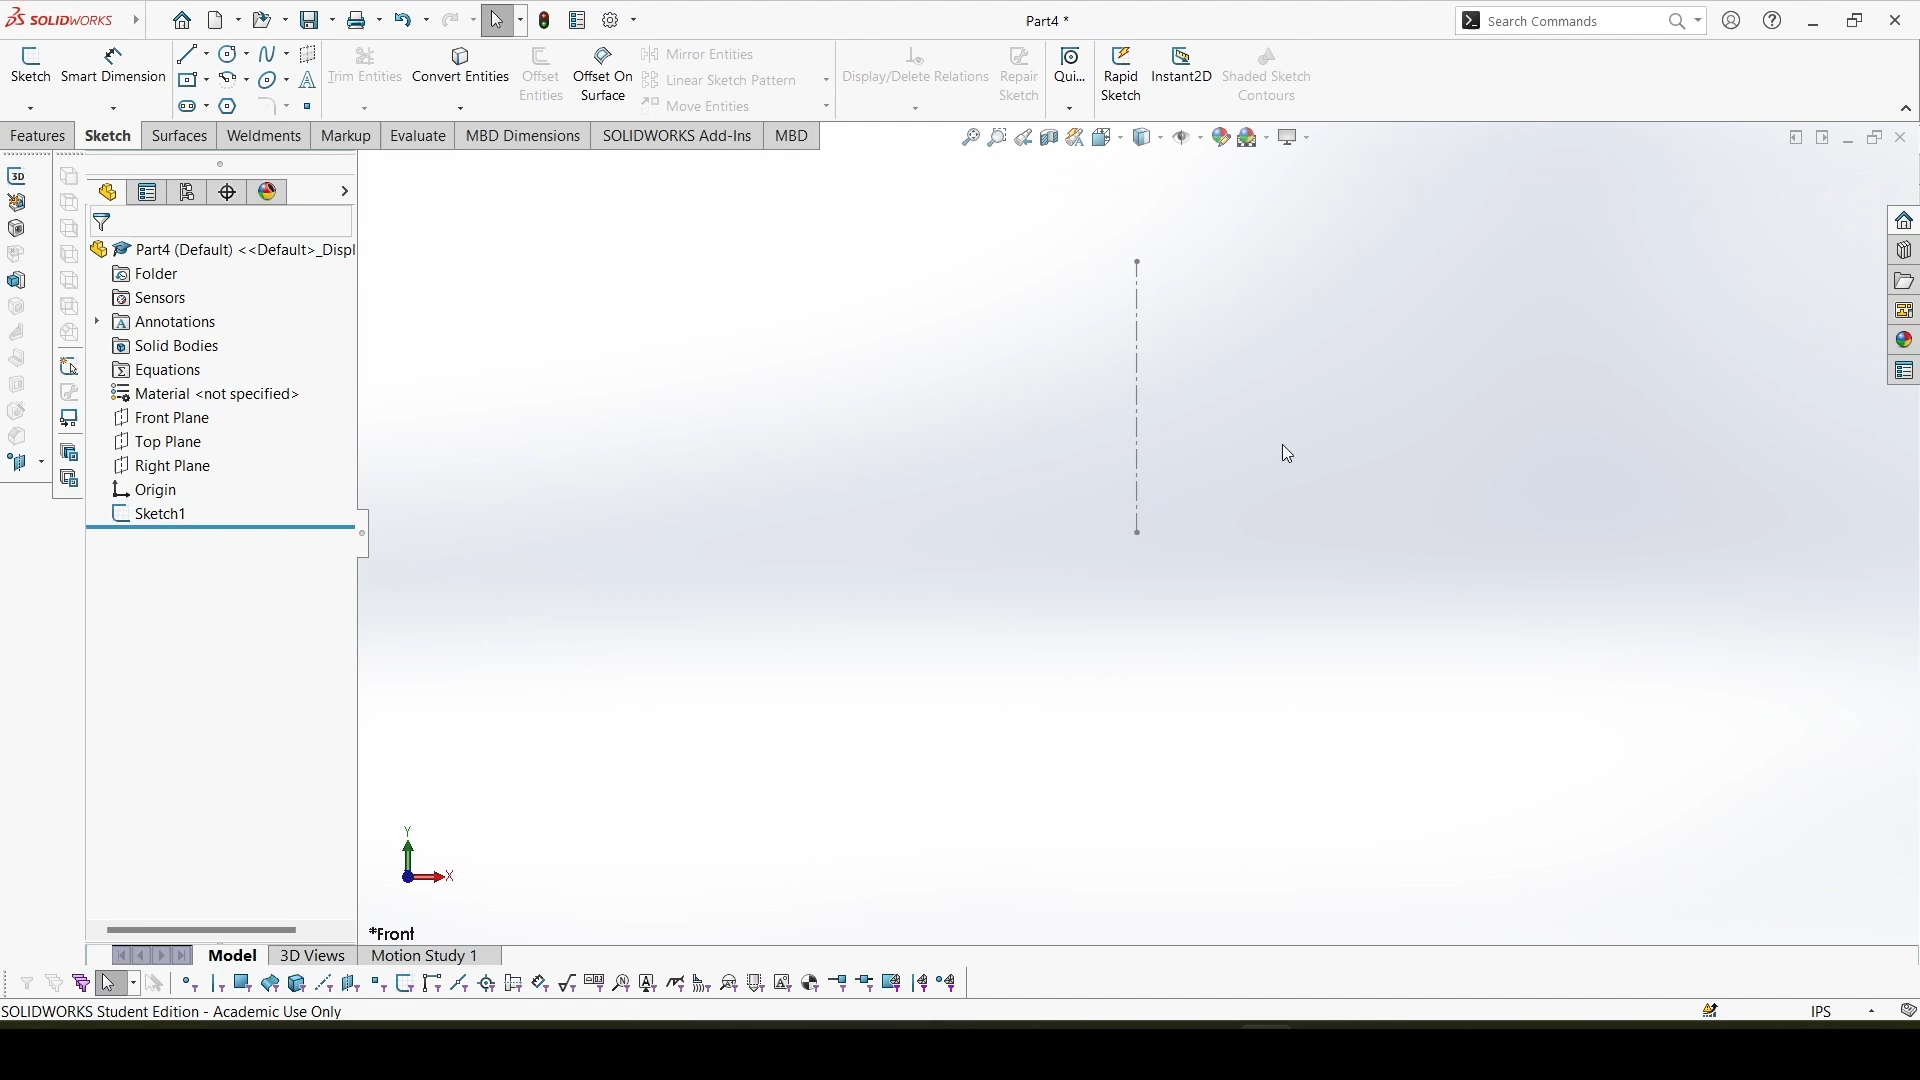 SOLIDWORKS
Part4 *
Search Commands
Sketch
Smart Dimension
Trim Entities
Convert Entities
Offset
Entities
Offset On
Surface
Mirror Entities
Linear Sketch Pattern
Move Entities
Display/Delete Relations
Repair
Sketch
Qui...
Rapid
Sketch
Instant2D
Shaded Sketch
Contours
Features
Sketch
Surfaces
Weldments
Markup
Evaluate
MBD Dimensions
SOLIDWORKS Add-Ins
MBD
3D
Part4 (Default) <<Default>_Displ
Folder
Sensors
Annotations
Solid Bodies
Equations
Material <not specified>
Front Plane
Top Plane
Right Plane
Origin
Sketch1
Y
X
*Front
Model
3D Views
Motion Study 1
SOLIDWORKS Student Edition - Academic Use Only
IPS